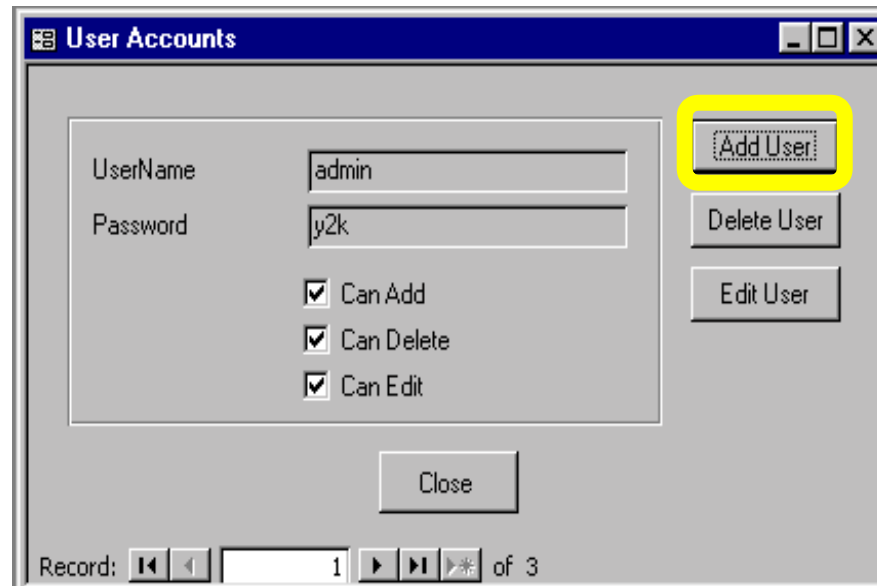 User Accounts
UserName admin
Password y2k
Can Add
Can Delete
Can Edit
Add User
Delete User
Edit User
Close
Record: 1 of 3